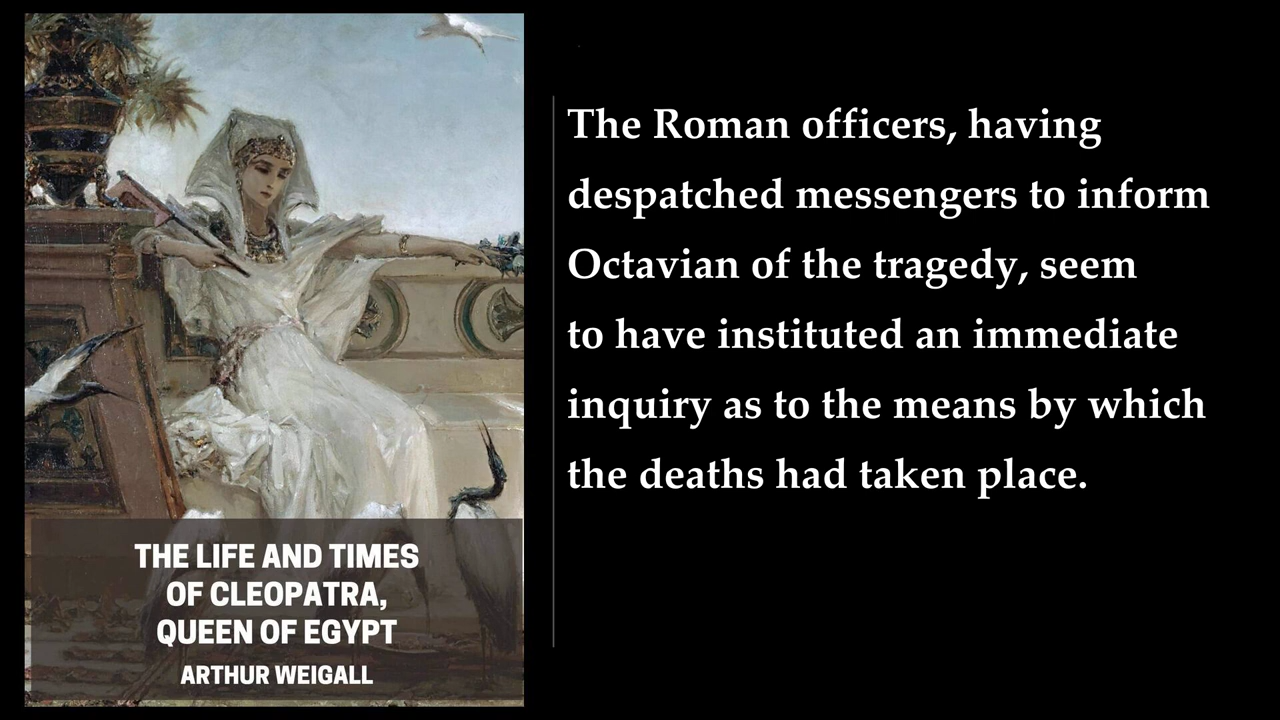 THE LIFE AND TIMES
OF CLEOPATRA,
QUEEN OF EGYPT
ARTHUR WEIGALL
The Roman officers, having
despatched messengers to inform
Octavian of the tragedy, seem
to have instituted an immediate
inquiry as to the means by which
the deaths had taken place.